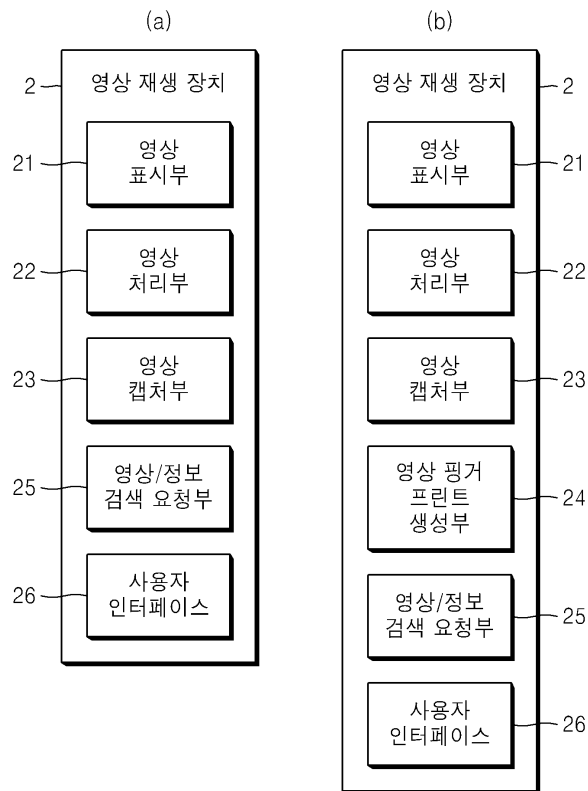 (a)
2
영상 재생 장치
21
영상
표시부
22
영상
처리부
23
영상
캡처부
25
영상/정보
검색 요청부
26
사용자
인터페이스
(b)
영상 재생 장치
2
영상
표시부
21
영상
처리부
22
영상
캡처부
23
영상 핑거
프린트
생성부
24
영상/정보
검색 요청부
25
사용자
인터페이스
26